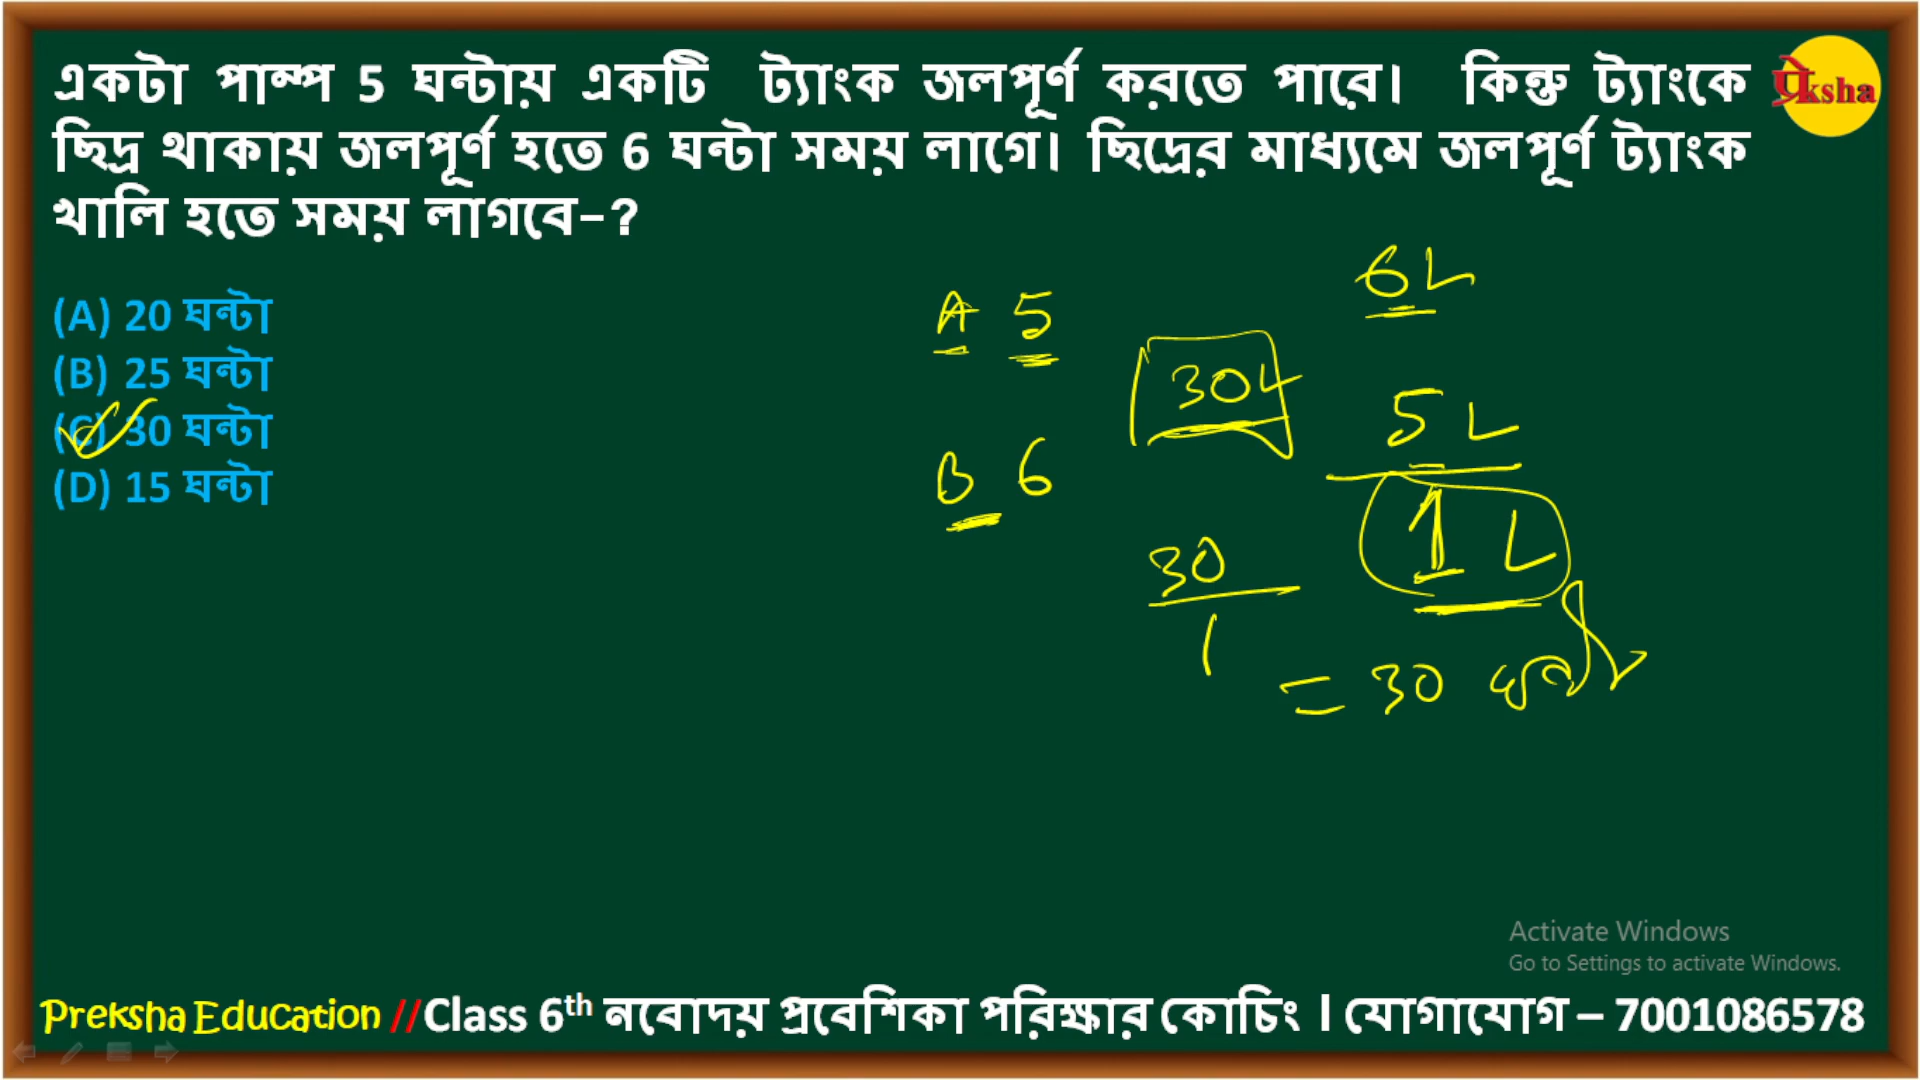 একটা পাম্প 5 ঘন্টায় একটি ট্যাংক জলপূর্ণ করতে পারে। কিন্তু ট্যাংকে
ছিদ্র থাকায় জলপূর্ণ হতে 6 ঘন্টা সময় লাগে। ছিদ্রের মাধ্যমে জলপূর্ণ ট্যাংক
খালি হতে সময় লাগবে-?
प्रेksha
(A) 20 ঘন্টা
(B) 25 ঘন্টা
(C) 30 ঘন্টা
(D) 15 ঘন্টা
A 5
B 6
30L
6L
5L
1 L
30
1
= 30
Activate Windows
Go to Settings to activate Windows.
Preksha Education //Class 6th নবোদয় প্রবেশিকা পরিক্ষার কোচিং । যোগাযোগ – 7001086578